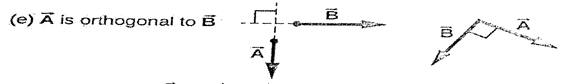 (e) A⃗ is orthogonal to B⃗
B⃗
A⃗
B⃗
A⃗